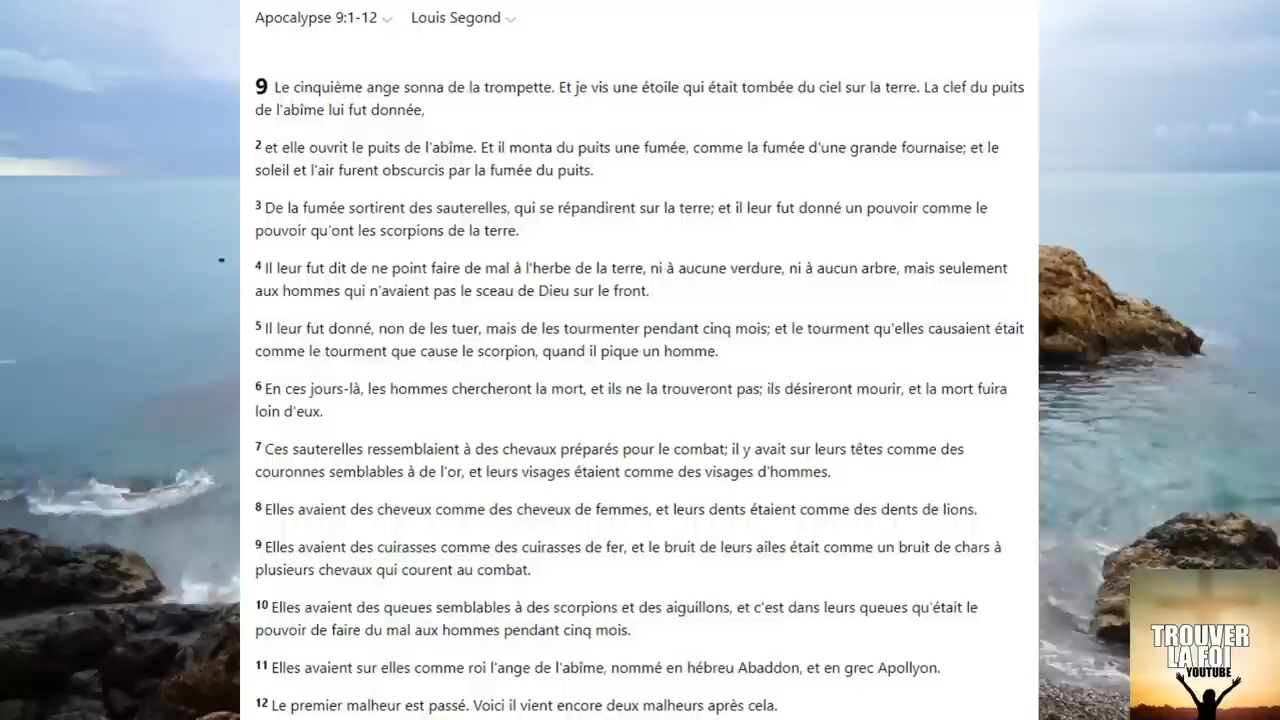 Apocalypse 9:1-12 Louis Segond
9 Le cinquième ange sonna de la trompette. Et je vis une étoile qui était tombée du ciel sur la terre. La clef du puits
de l'abîme lui fut donnée,
2 et elle ouvrit le puits de l'abîme. Et il monta du puits une fumée, comme la fumée d'une grande fournaise; et le
soleil et l'air furent obscurcis par la fumée du puits.
3 De la fumée sortirent des sauterelles, qui se répandirent sur la terre; et il leur fut donné un pouvoir comme le
pouvoir qu'ont les scorpions de la terre.
4 Il leur fut dit de ne point faire de mal à l'herbe de la terre, ni à aucune verdure, ni à aucun arbre, mais seulement
aux hommes qui n'avaient pas le sceau de Dieu sur le front.
5 Il leur fut donné, non de les tuer, mais de les tourmenter pendant cinq mois; et le tourment qu'elles causaient était
comme le tourment que cause le scorpion, quand il pique un homme.
6 En ces jours-là, les hommes chercheront la mort, et ils ne la trouveront pas; ils désireront mourir, et la mort fuira
loin d'eux.
7 Ces sauterelles ressemblaient à des chevaux préparés pour le combat; il y avait sur leurs têtes comme des
couronnes semblables à de l'or, et leurs visages étaient comme des visages d'hommes.
8 Elles avaient des cheveux comme des cheveux de femmes, et leurs dents étaient comme des dents de lions.
9 Elles avaient des cuirasses comme des cuirasses de fer, et le bruit de leurs ailes était comme un bruit de chars à
plusieurs chevaux qui courent au combat.
10 Elles avaient des queues semblables à des scorpions et des aiguillons, et c'est dans leurs queues qu'était le
pouvoir de faire du mal aux hommes pendant cinq mois.
11 Elles avaient sur elles comme roi l'ange de l'abîme, nommé en hébreu Abaddon, et en grec Apollyon.
12 Le premier malheur est passé. Voici il vient encore deux malheurs après cela.
TROUVER
LA FOI
YOUTUBE